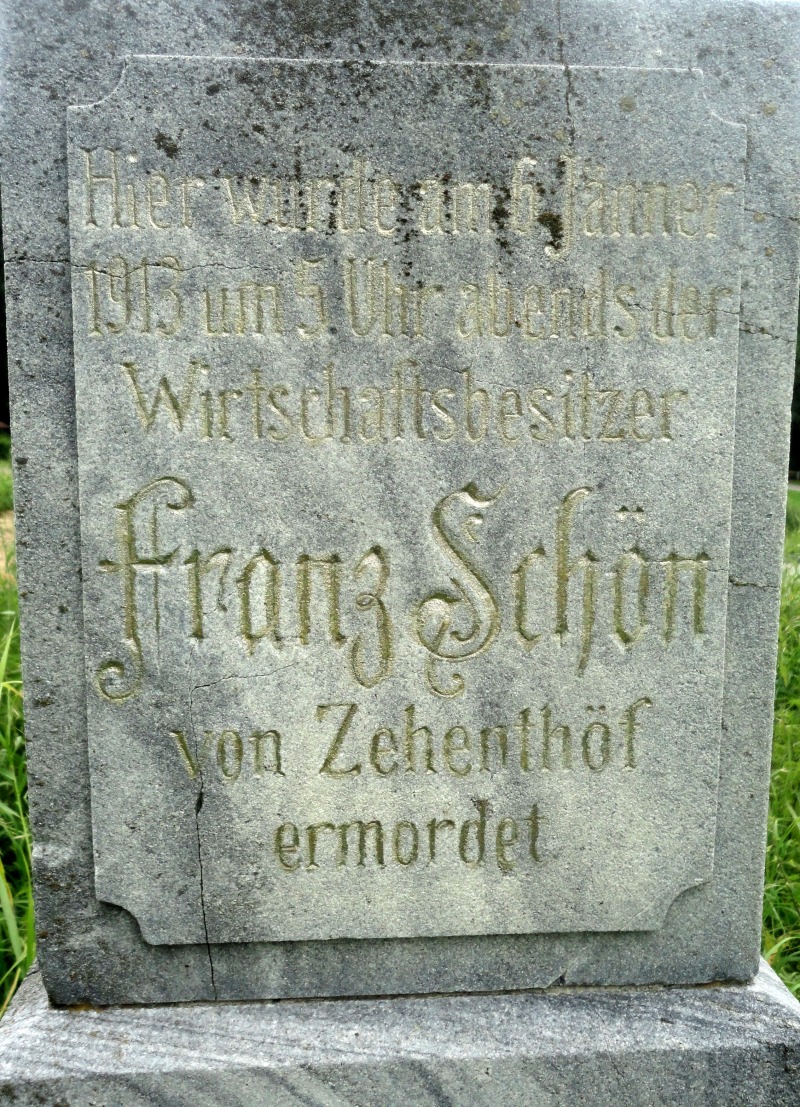 Hier wurde am 6. Jänner
1913 um 5 Uhr abends der
Wirtschaftsbesitzer
Franz Schön
von Zehenthöf
ermordet